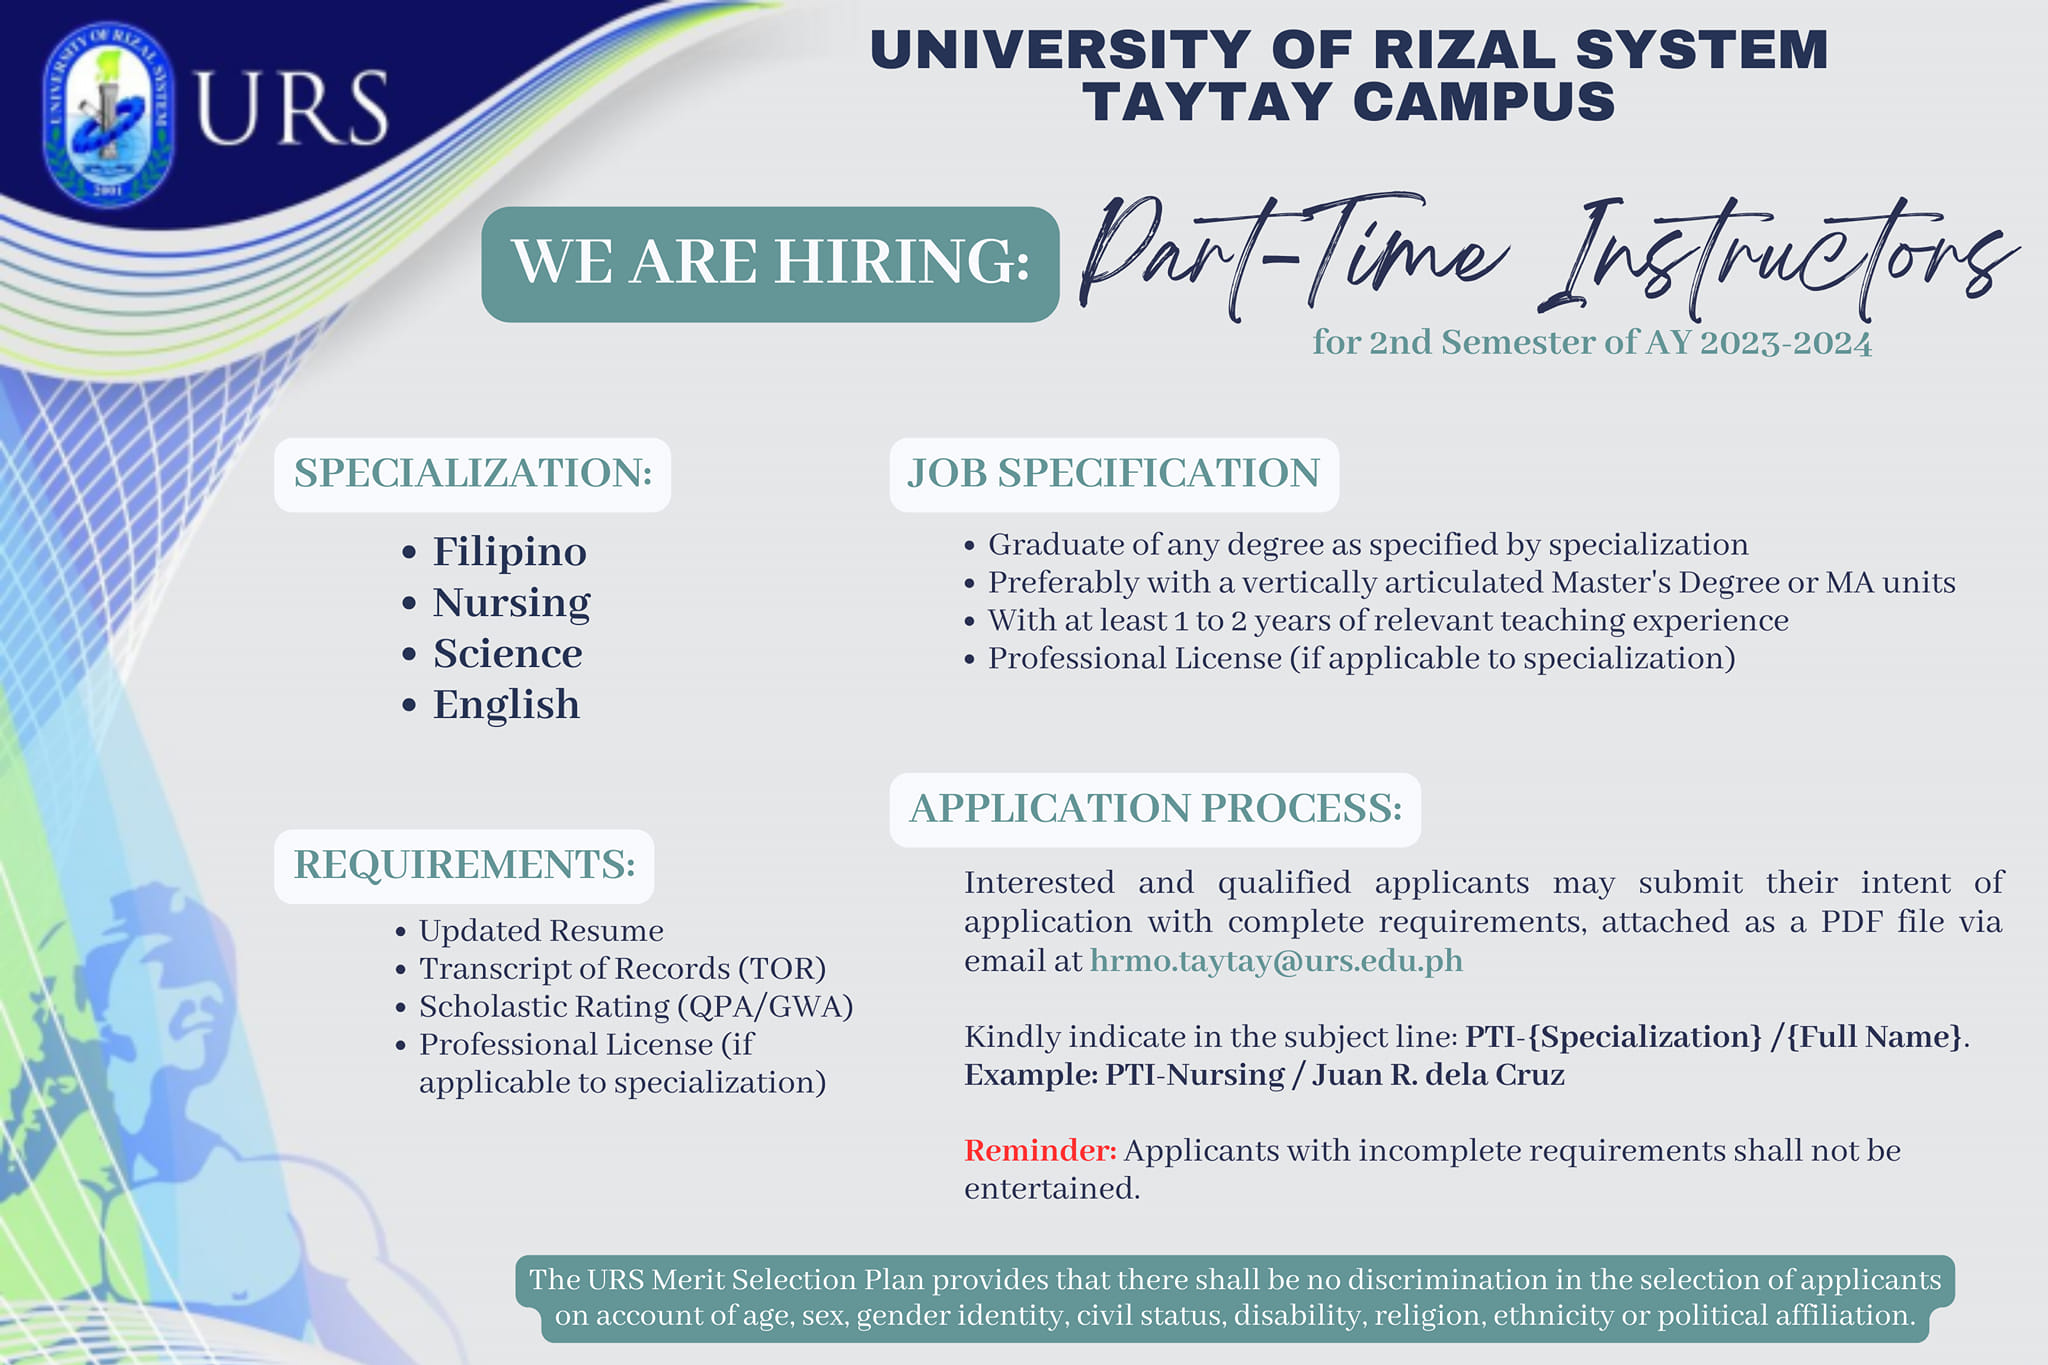 UNIVERSITY OF RIZAL SYSTEM
2001
URS
UNIVERSITY OF RIZAL SYSTEM
TAYTAY CAMPUS
WE ARE HIRING:
Part-Time Instructors
for 2nd Semester of AY 2023-2024
SPECIALIZATION:
• Filipino
• Nursing
• Science
• English
JOB SPECIFICATION
• Graduate of any degree as specified by specialization
• Preferably with a vertically articulated Master's Degree or MA units
• With at least 1 to 2 years of relevant teaching experience
• Professional License (if applicable to specialization)
REQUIREMENTS:
• Updated Resume
• Transcript of Records (TOR)
• Scholastic Rating (QPA/GWA)
• Professional License (if
applicable to specialization)
APPLICATION PROCESS:
Interested and qualified applicants may submit their intent of
application with complete requirements, attached as a PDF file via
email at hrmo.taytay@urs.edu.ph
Kindly indicate in the subject line: PTI-{Specialization} /{Full Name}.
Example: PTI-Nursing / Juan R. dela Cruz
Reminder: Applicants with incomplete requirements shall not be
entertained.
The URS Merit Selection Plan provides that there shall be no discrimination in the selection of applicants
on account of age, sex, gender identity, civil status, disability, religion, ethnicity or political affiliation.